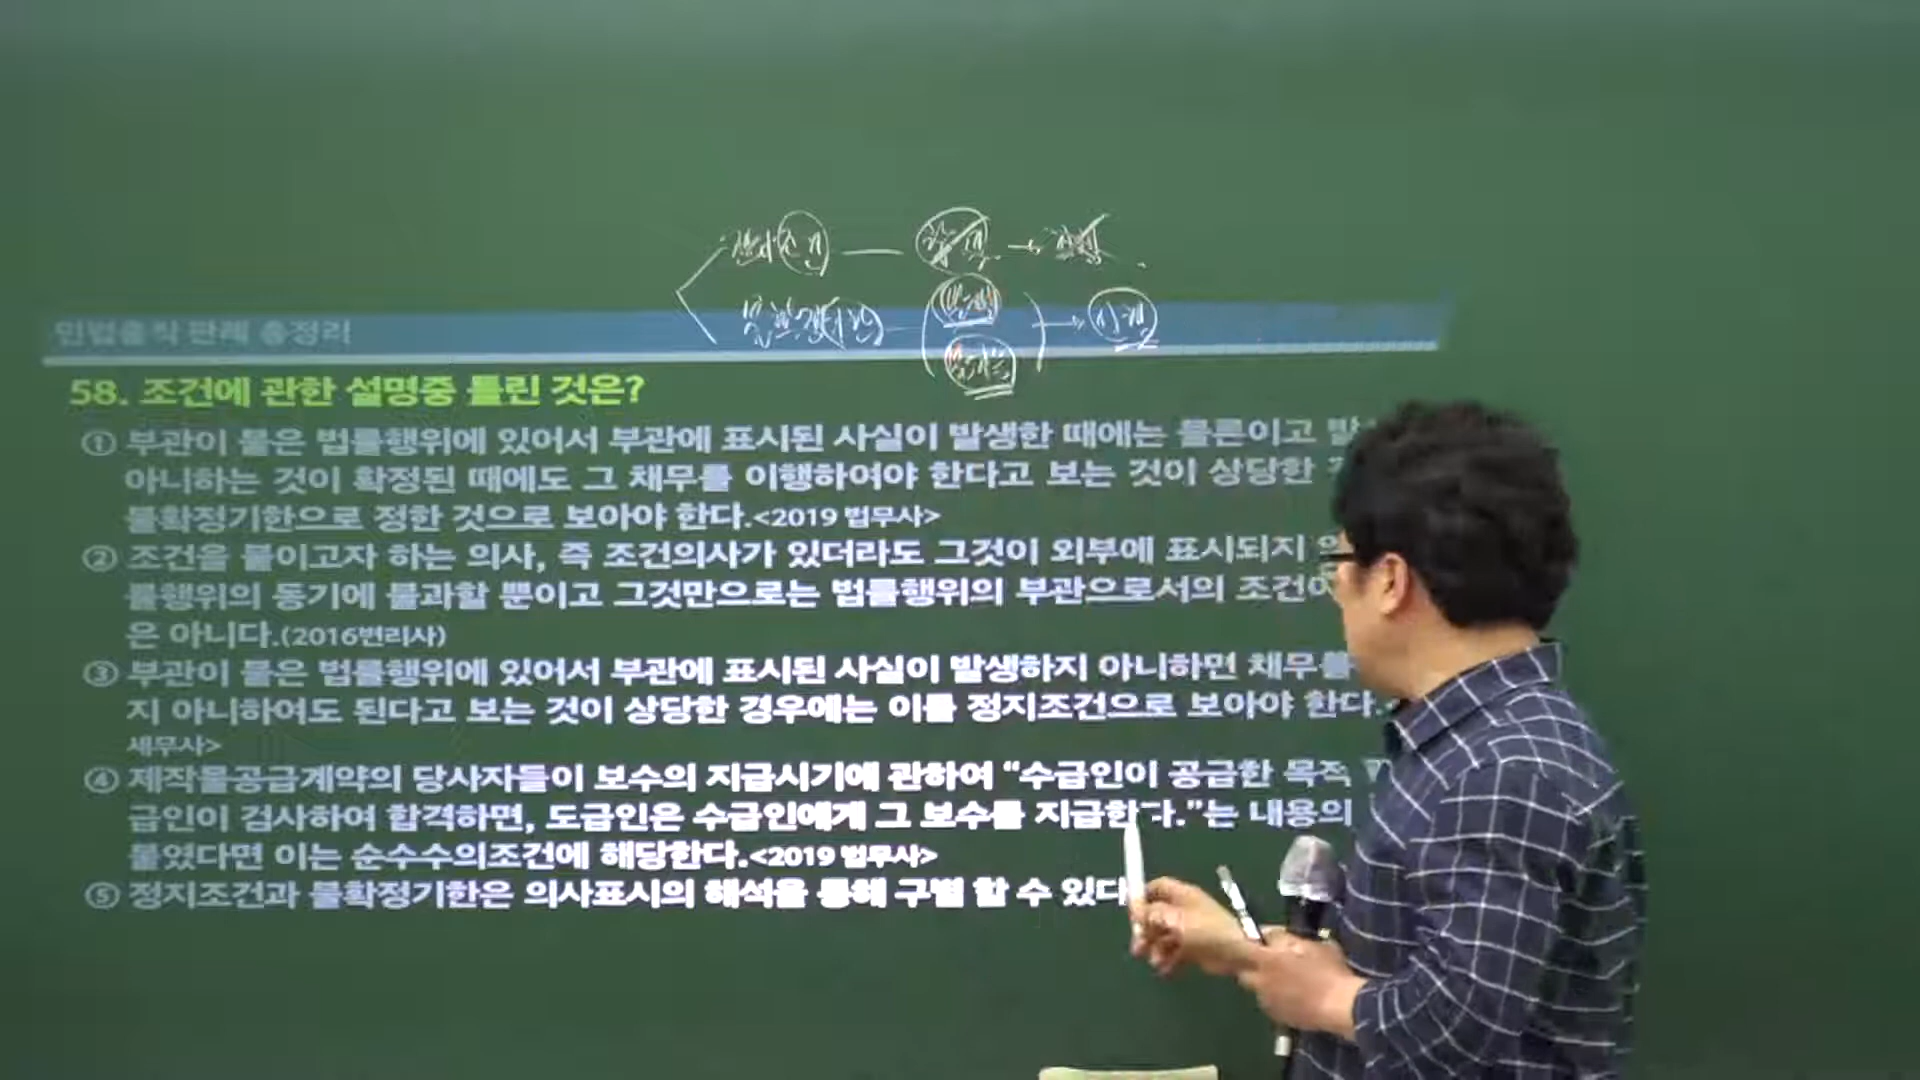 정지조건
불확정기한
민법출작 판례 총정리
58. 조건에 관한 설명중 틀린 것은?
① 부관이 붙은 법률행위에 있어서 부관에 표시된 사실이 발생한 때에는 물론이고
아니하는 것이 확정된 때에도 그 채무를 이행하여야 한다고 보는 것이 상당한
불확정기한으로 정한 것으로 보아야 한다.<2019 법무사>
② 조건을 붙이고자 하는 의사, 즉 조건의사가 있더라도 그것이 외부에 표시되지
률행위의 동기에 불과할 뿐이고 그것만으로는 법률행위의 부관으로서의
은 아니다.(2016변리사)
③ 부관이 붙은 법률행위에 있어서 부관에 표시된 사실이 발생하지 아니하면 채무를
지 아니하여도 된다고 보는 것이 상당한 경우에는 이를 정지조건으로 보아야 한다.
세무사>
④ 제작물공급계약의 당사자들이 보수의 지급시기에 관하여 “수급인이 공급한 목적
급인이 검사하여 합격하면, 도급인은 수급인에게 그 보수를 지급한다.”는 내용의
붙였다면 이는 순수수의조건에 해당한다.<2019 법무사>
⑤ 정지조건과 불확정기한은 의사표시의 해석을 통해 구별 할 수 있다